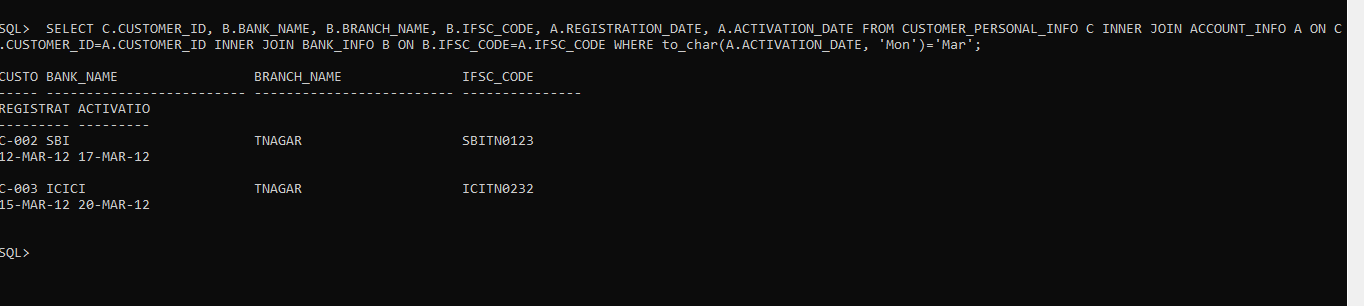 SQL>  SELECT C.CUSTOMER_ID, B.BANK_NAME, B.BRANCH_NAME, B.IFSC_CODE, A.REGISTRATION_DATE, A.ACTIVATION_DATE FROM CUSTOMER_PERSONAL_INFO C INNER JOIN ACCOUNT_INFO A ON C
.CUSTOMER_ID=A.CUSTOMER_ID INNER JOIN BANK_INFO B ON B.IFSC_CODE=A.IFSC_CODE WHERE to_char(A.ACTIVATION_DATE, 'Mon')='Mar';
CUSTO BANK_NAME                 BRANCH_NAME               IFSC_CODE
----- ------------------------- ------------------------- ---------------
REGISTRAT ACTIVATIO
--------- ---------
C-002 SBI                       TNAGAR                    SBITN0123
12-MAR-12 17-MAR-12
C-003 ICICI                     TNAGAR                    ICITN0232
15-MAR-12 20-MAR-12
SQL>